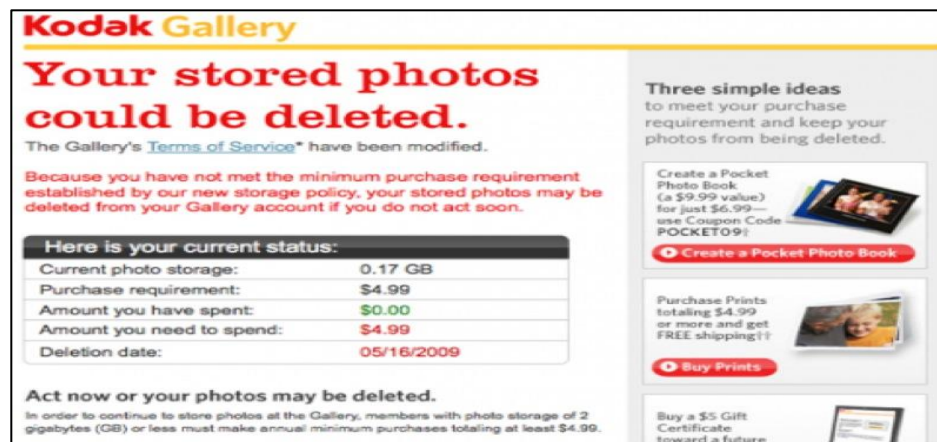 Kodak Gallery
Your stored photos
could be deleted.
The Gallery's Terms of Service* have been modified.
Because you have not met the minimum purchase requirement
established by our new storage policy, your stored photos may be
deleted from your Gallery account if you do not act soon.
Here is your current status:
Current photo storage: 0.17 GB
Purchase requirement: $4.99
Amount you have spent: $0.00
Amount you need to spend: $4.99
Deletion date: 05/16/2009
Act now or your photos may be deleted.
In order to continue to store photos at the Gallery, members with photo storage of 2
gigabytes (GB) or less must make annual minimum purchases totaling at least $4.99.
Three simple ideas
to meet your purchase
requirement and keep your
photos from being deleted.
Create a Pocket
Photo Book
(a $9.99 value)
for just $6.99—
use Coupon Code
POCKET09†
Create a Pocket Photo Book
Purchase Prints
totaling $4.99
or more and get
FREE shipping††
Buy Prints
Buy a $5 Gift
Certificate
toward a future